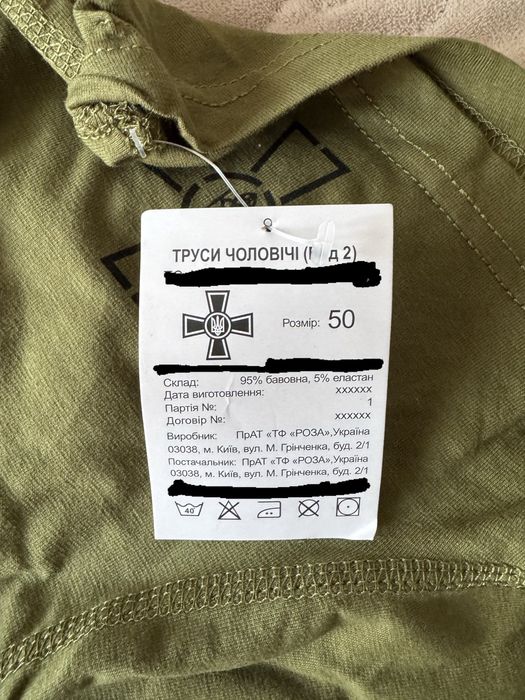 ТРУСИ ЧОЛОВІЧІ ( д 2)
Розмір: 50
Склад: 95% бавовна, 5% еластан
Дата виготовлення: xxxxxx
Партія №: 1
Договір №: xxxxxx
Виробник: ПрАТ «ТФ «РОЗА»,Україна
03038, м. Київ, вул. М. Грінченка, буд. 2/1
Постачальник: ПрАТ «ТФ «РОЗА»,Україна
03038, м. Київ, вул. М. Грінченка, буд. 2/1
40